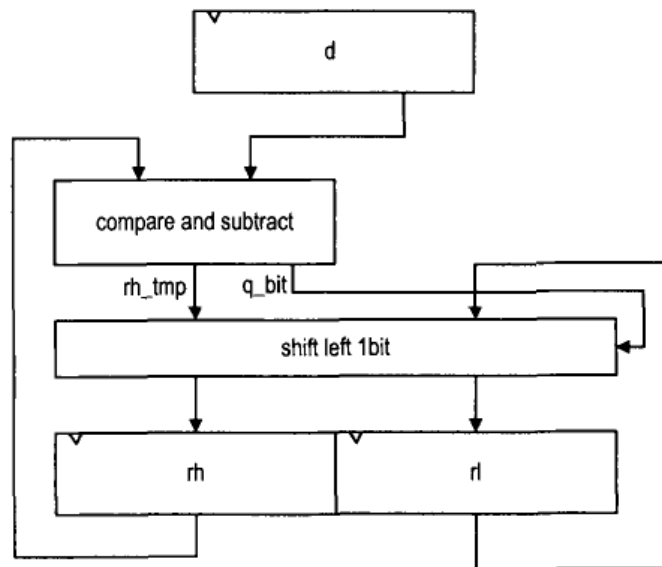 d
compare and subtract
rh_tmp
q_bit
shift left 1bit
rh
rl